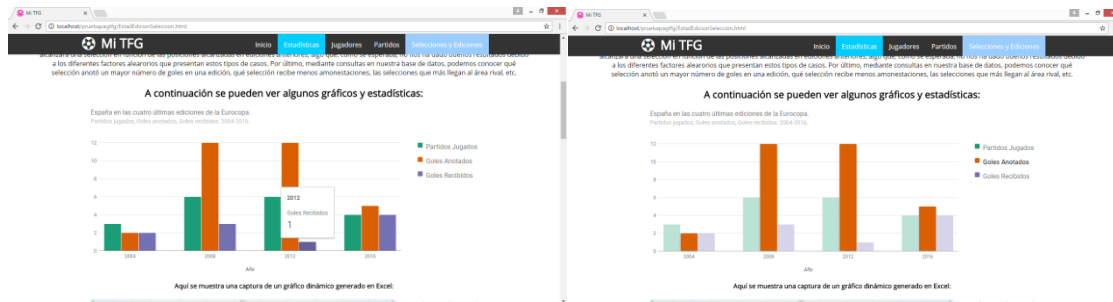 Mi TFG
localhost/pruebapwgtfg/EstadEdicionSeleccion.html
Mi TFG
Inicio Estadísticas Jugadores Partidos Selecciones y Ediciones
a los diferentes factores alearorios que presentan estos tipos de casos. Por último, mediante consultas en nuestra base de datos, podemos conocer qué
selección anotó un mayor número de goles en una edición, qué selección recibe menos amonestaciones, las selecciones que más llegan al área rival, etc.
A continuación se pueden ver algunos gráficos y estadísticas:
España en las cuatro últimas ediciones de la Eurocopa.
Partidos jugados, Goles anotados, Goles recibidos: 2004-2016.
12
10
8
6
4
2
0
2004 2008 2012 2016
Año
Partidos Jugados
Goles Anotados
Goles Recibidos
2012
Goles Recibidos
1
Aquí se muestra una captura de un gráfico dinámico generado en Excel:
Mi TFG
localhost/pruebapwgtfg/EstadEdicionSeleccion.html
Mi TFG
Inicio Estadísticas Jugadores Partidos Selecciones y Ediciones
a los diferentes factores alearorios que presentan estos tipos de casos. Por último, mediante consultas en nuestra base de datos, podemos conocer qué
selección anotó un mayor número de goles en una edición, qué selección recibe menos amonestaciones, las selecciones que más llegan al área rival, etc.
A continuación se pueden ver algunos gráficos y estadísticas:
España en las cuatro últimas ediciones de la Eurocopa.
Partidos jugados, Goles anotados, Goles recibidos: 2004-2016.
12
10
8
6
4
2
0
2004 2008 2012 2016
Año
Partidos Jugados
Goles Anotados
Goles Recibidos
Aquí se muestra una captura de un gráfico dinámico generado en Excel: